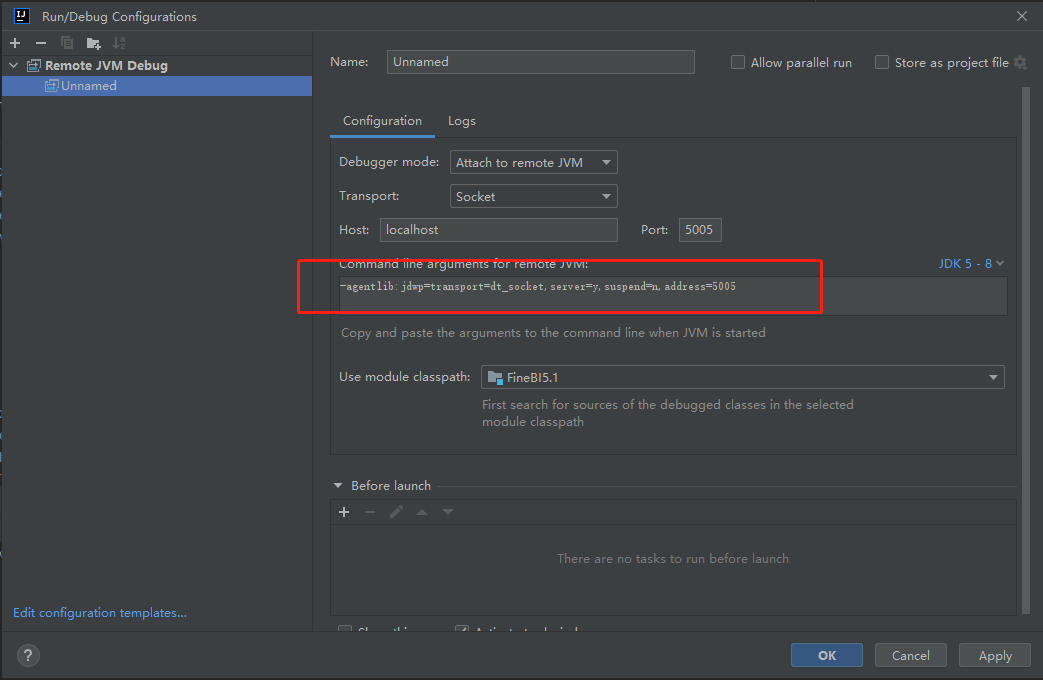 Run/Debug Configurations
Remote JVM Debug
Unnamed
Name: Unnamed
Allow parallel run
Store as project file
Configuration Logs
Debugger mode: Attach to remote JVM
Transport: Socket
Host: localhost Port: 5005
Command line arguments for remote JVM: JDK 5 - 8
-agentlib:jdwp=transport=dt_socket,server=y,suspend=n,address=5005
Copy and paste the arguments to the command line when JVM is started
Use module classpath: FineBI5.1
First search for sources of the debugged classes in the selected
module classpath
Before launch
There are no tasks to run before launch
Edit configuration templates...
? OK Cancel Apply